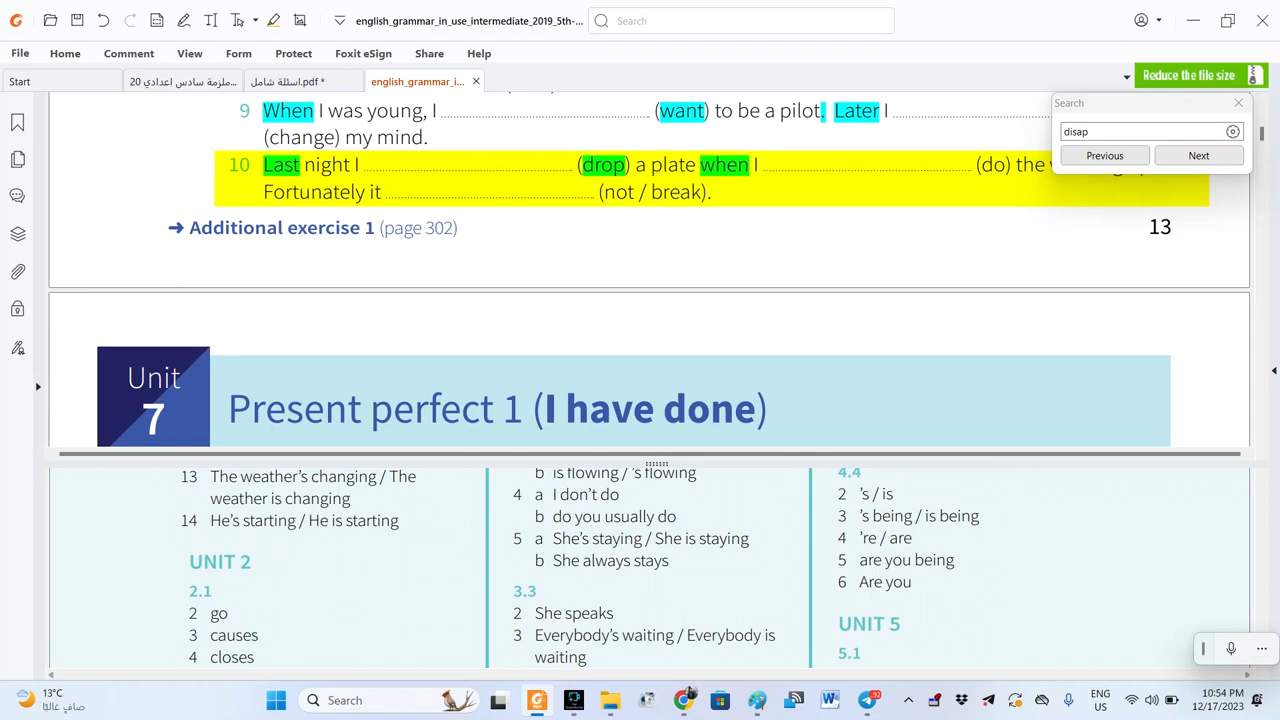 english_grammar_in_use_intermediate_2019_5th-...
Search
File Home Comment View Form Protect Foxit eSign Share Help
Start
ملزمة سادس اعدادي 20...
اسئلة شامل.pdf *
english_grammar_in_i...
Reduce the file size
Search
disap
Previous Next
9 When I was young, I (want) to be a pilot. Later I
(change) my mind.
10 Last night I (drop) a plate when I (do) the
Fortunately it (not / break).
➜ Additional exercise 1 (page 302)
13
Unit
7
Present perfect 1 (I have done)
13 The weather's changing / The
weather is changing
14 He's starting / He is starting
UNIT 2
2.1
2 go
3 causes
4 closes
b is flowing / 's flowing
4 a I don't do
b do you usually do
5 a She's staying / She is staying
b She always stays
3.3
2 She speaks
3 Everybody's waiting / Everybody is
waiting
4.4
2 's / is
3 's being / is being
4 're / are
5 are you being
6 Are you
UNIT 5
5.1
13°C
صافٍ غالبًا
Search
92
ENG
US
10:54 PM
12/17/2023